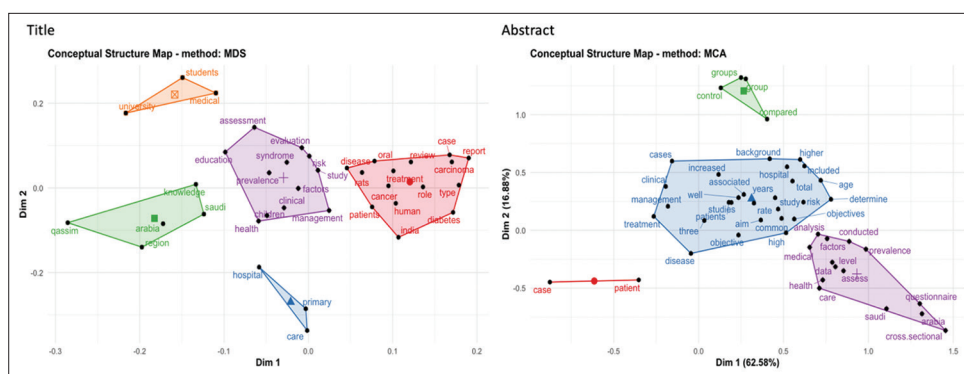 Title
Abstract
Conceptual Structure Map - method: MDS
Conceptual Structure Map - method: MCA
students
university
medical
assessment
evaluation
education
syndrome
risk
study
prevalence
factors
clinical
children
health
management
case
report
oral
review
disease
carcinoma
treatment
rats
cancer
role
type
patients
human
diabetes
india
knowledge
saudi
qassim
arabia
region
hospital
primary
care
0.2
0.0
-0.2
Dim 2
-0.3
-0.2
-0.1
0.0
0.1
0.2
Dim 1
groups
group
control
compared
background
higher
cases
increased
hospital
included
clinical
associated
years
total
age
management
well
determine
studies
study
risk
patients
rate
objectives
treatment
three
aim
common
analysis
objective
high
disease
conducted
factors
prevalence
medical
level
data
assess
health
care
questionnaire
saudi
arabia
cross.sectional
case
patient
1.0
0.5
0.0
-0.5
Dim 2 (16.88%)
-1.0
-0.5
0.0
0.5
1.0
1.5
Dim 1 (62.58%)